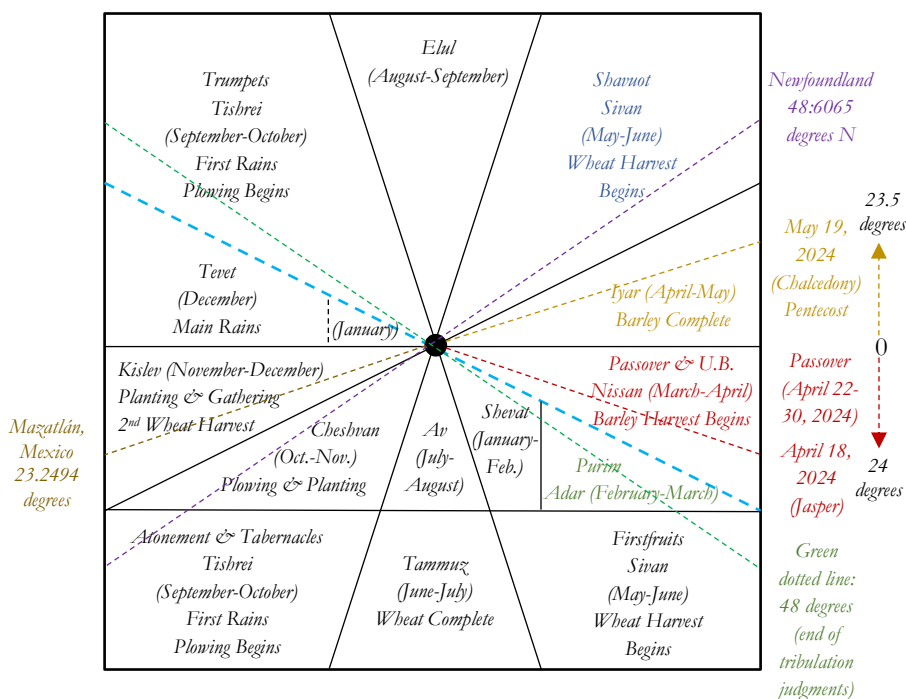 Elul
(August-September)
Trumpets
Tishrei
(September-October)
First Rains
Plowing Begins
Shavuot
Sivan
(May-June)
Wheat Harvest
Begins
Newfoundland
48:6065
degrees N
23.5
degrees
May 19,
2024
(Chalcedony)
Pentecost
Tevet
(December)
Main Rains
(January)
Iyar (April-May)
Barley Complete
0
Kislev (November-December)
Planting & Gathering
2nd Wheat Harvest
Passover & U.B.
Nissan (March-April)
Barley Harvest Begins
Passover
(April 22-
30, 2024)
Mazatlán,
Mexico
23.2494
degrees
Cheshvan
(Oct.-Nov.)
Plowing & Planting
Av
(July-
August)
Shevat
(January-
Feb.)
Purim
Adar (February-March)
April 18,
2024
(Jasper)
24
degrees
Atonement & Tabernacles
Tishrei
(September-October)
First Rains
Plowing Begins
Tammuz
(June-July)
Wheat Complete
Firstfruits
Sivan
(May-June)
Wheat Harvest
Begins
Green
dotted line:
48 degrees
(end of
tribulation
judgments)